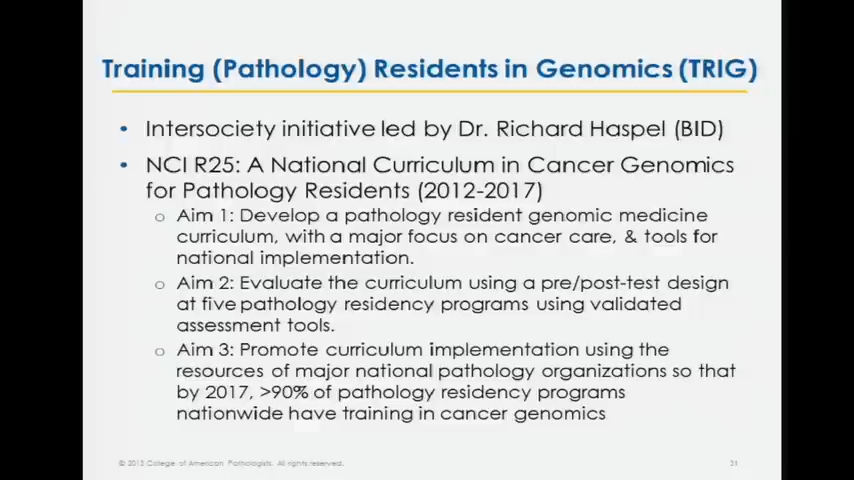 Training (Pathology) Residents in Genomics (TRIG)
• Intersociety initiative led by Dr. Richard Haspel (BID)
• NCI R25: A National Curriculum in Cancer Genomics
for Pathology Residents (2012-2017)
o Aim 1: Develop a pathology resident genomic medicine
curriculum, with a major focus on cancer care, & tools for
national implementation.
o Aim 2: Evaluate the curriculum using a pre/post-test design
at five pathology residency programs using validated
assessment tools.
o Aim 3: Promote curriculum implementation using the
resources of major national pathology organizations so that
by 2017, >90% of pathology residency programs
nationwide have training in cancer genomics
© 2013 College of American Pathologists. All rights reserved.
31